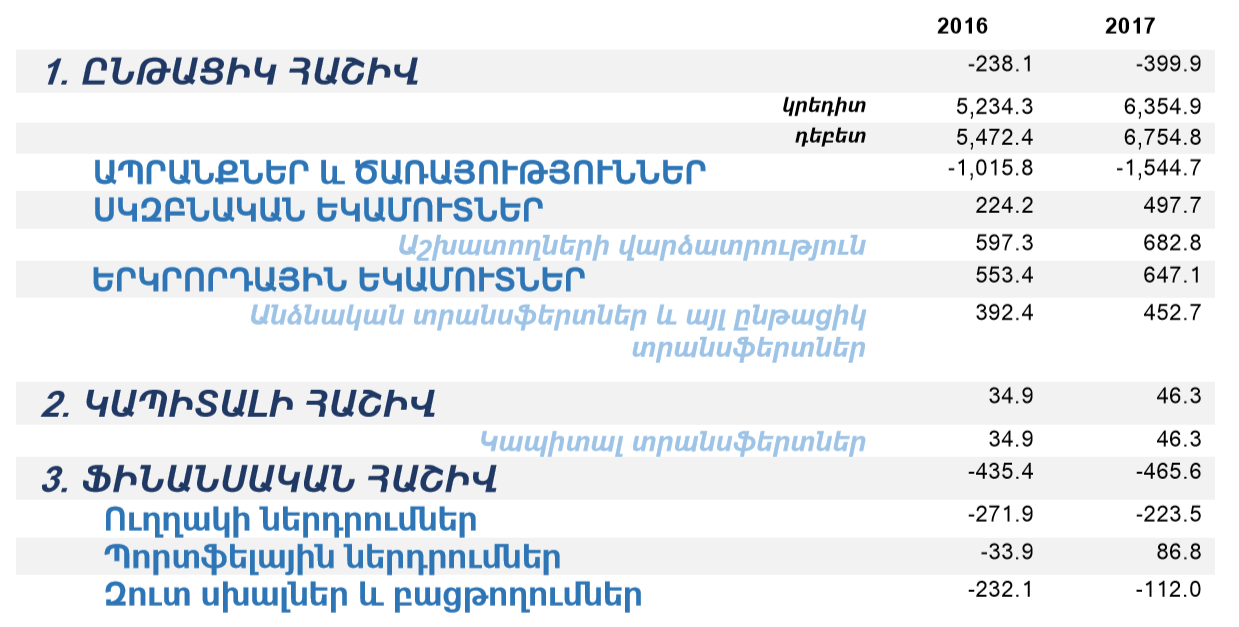 2016 2017
1. ԸՆԹԱՑԻԿ ՀԱՇԻՎ -238.1 -399.9
կրեդիտ 5,234.3 6,354.9
դեբետ 5,472.4 6,754.8
ԱՊՐԱՆՔՆԵՐ և ԾԱՌԱՅՈՒԹՅՈՒՆՆԵՐ -1,015.8 -1,544.7
ՍԿԶԲՆԱԿԱՆ ԵԿԱՄՈՒՏՆԵՐ 224.2 497.7
Աշխատողների վարձատրություն 597.3 682.8
ԵՐԿՐՈՐԴԱՅԻՆ ԵԿԱՄՈՒՏՆԵՐ 553.4 647.1
Անձնական տրանսֆերտներ և այլ ընթացիկ 392.4 452.7
տրանսֆերտներ
2. ԿԱՊԻՏԱԼԻ ՀԱՇԻՎ 34.9 46.3
Կապիտալ տրանսֆերտներ 34.9 46.3
3. ՖԻՆԱՆՍԱԿԱՆ ՀԱՇԻՎ -435.4 -465.6
Ուղղակի ներդրումներ -271.9 -223.5
Պորտֆելային ներդրումներ -33.9 86.8
Զուտ սխալներ և բացթողումներ -232.1 -112.0